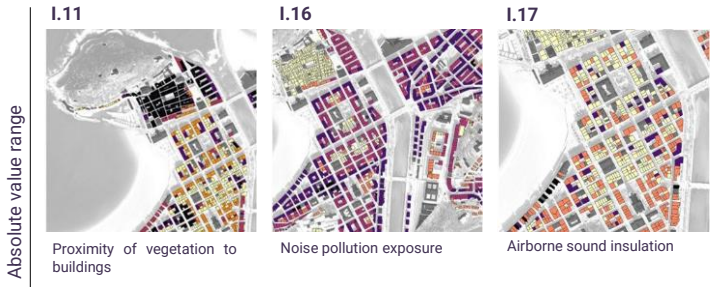 I.11
I.16
I.17
Absolute value range
Proximity of vegetation to
buildings
Noise pollution exposure
Airborne sound insulation